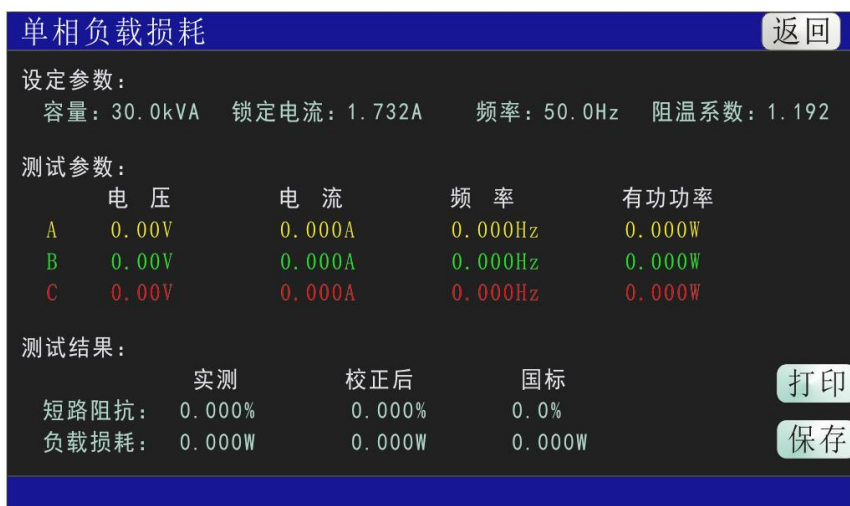 单相负载损耗 返回
设定参数：
容量：30.0kVA 锁定电流：1.732A 频率：50.0Hz 阻温系数：1.192
测试参数：
电 压 电 流 频 率 有功功率
A 0.00V 0.000A 0.000Hz 0.000W
B 0.00V 0.000A 0.000Hz 0.000W
C 0.00V 0.000A 0.000Hz 0.000W
测试结果：
实测 校正后 国标 打印
短路阻抗： 0.000% 0.000% 0.0%
负载损耗： 0.000W 0.000W 0.000W 保存